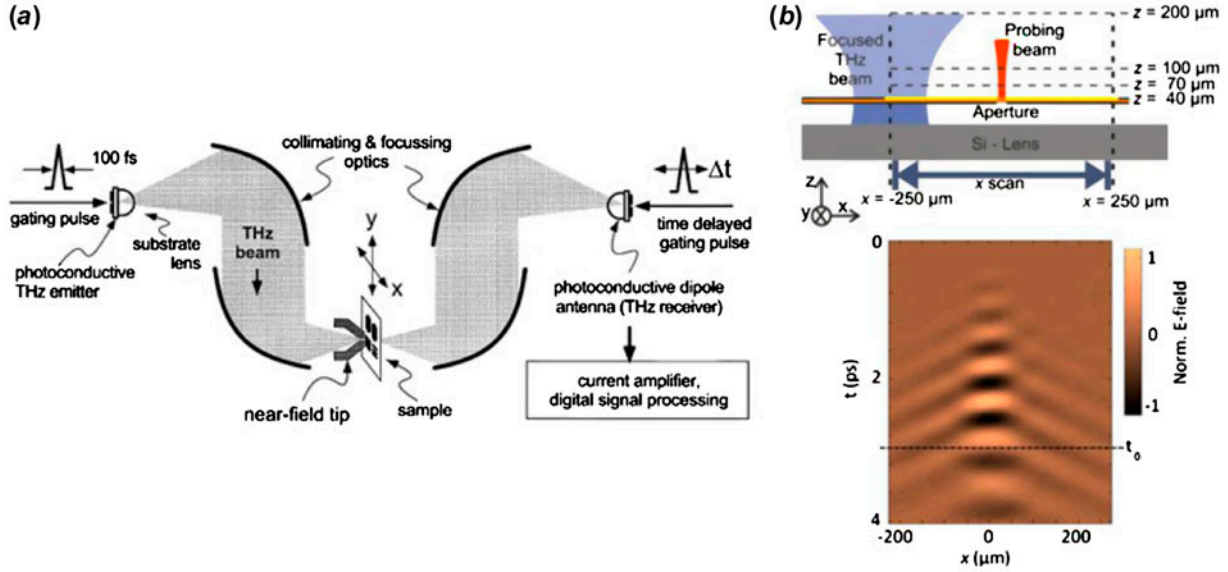 (a)
100 fs
gating pulse
substrate
lens
photoconductive
THz emitter
collimating & focussing
optics
THz
beam
y
x
near-field tip
sample
Δt
time delayed
gating pulse
photoconductive dipole
antenna (THz receiver)
current amplifier,
digital signal processing
(b)
Focused
THz
beam
Probing
beam
z = 200 µm
z = 100 µm
z = 70 µm
z = 40 µm
Aperture
Si - Lens
x scan
x = -250 µm
x = 250 µm
z
y
x
0
2
4
t (ps)
-200
0
200
x (µm)
t₀
1
0
-1
Norm. E-field